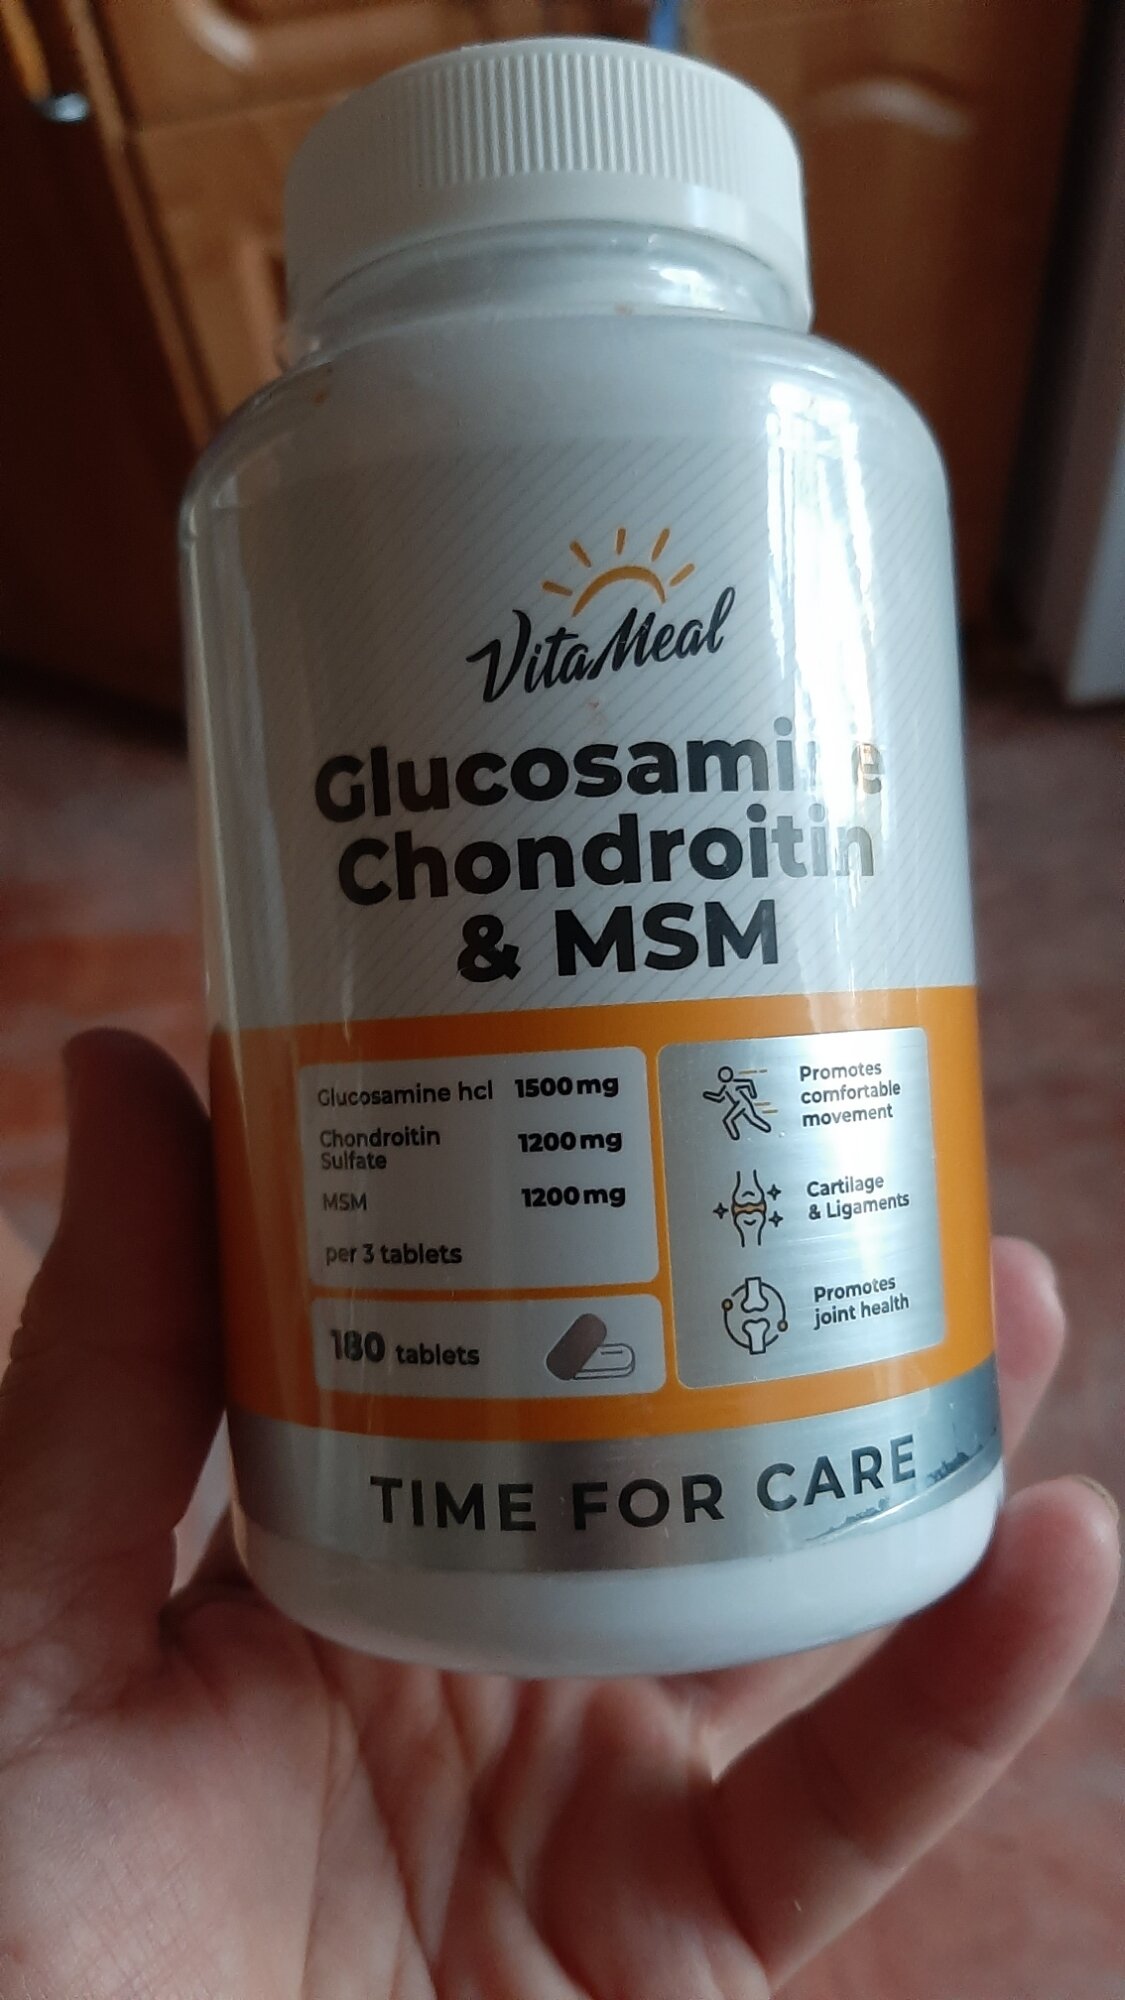 VitaMeal
Glucosamine
Chondroitin
& MSM
Glucosamine hcl 1500 mg
Chondroitin
Sulfate 1200 mg
MSM 1200 mg
per 3 tablets
180 tablets
Promotes
comfortable
movement
Cartilage
& Ligaments
Promotes
joint health
TIME FOR CARE